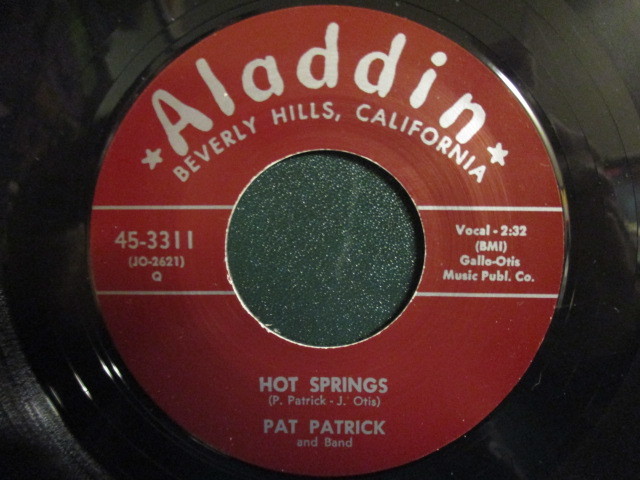 Aladdin
BEVERLY HILLS, CALIFORNIA
45-3311
(JO-2621)
Q
Vocal - 2:32
(BMI)
Gallo-Otis
Music Publ. Co.
HOT SPRINGS
(P. Patrick - J. Otis)
PAT PATRICK
and Band